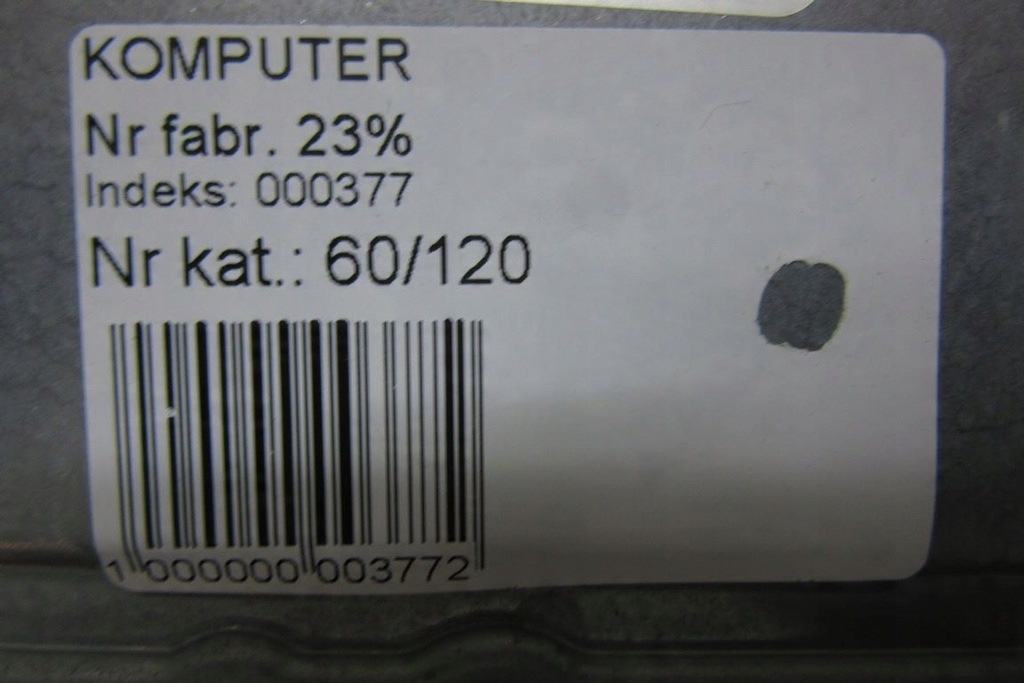 KOMPUTER
Nr fabr. 23%
Indeks: 000377
Nr kat.: 60/120
1 000000 003772